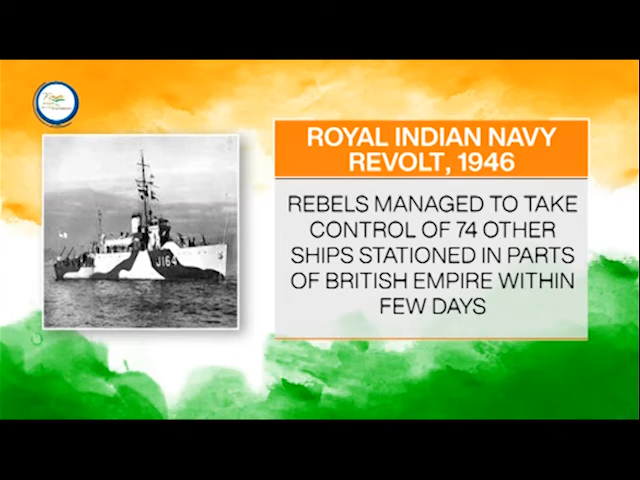 ROYAL INDIAN NAVY
REVOLT, 1946
REBELS MANAGED TO TAKE
CONTROL OF 74 OTHER
SHIPS STATIONED IN PARTS
OF BRITISH EMPIRE WITHIN
FEW DAYS
J164